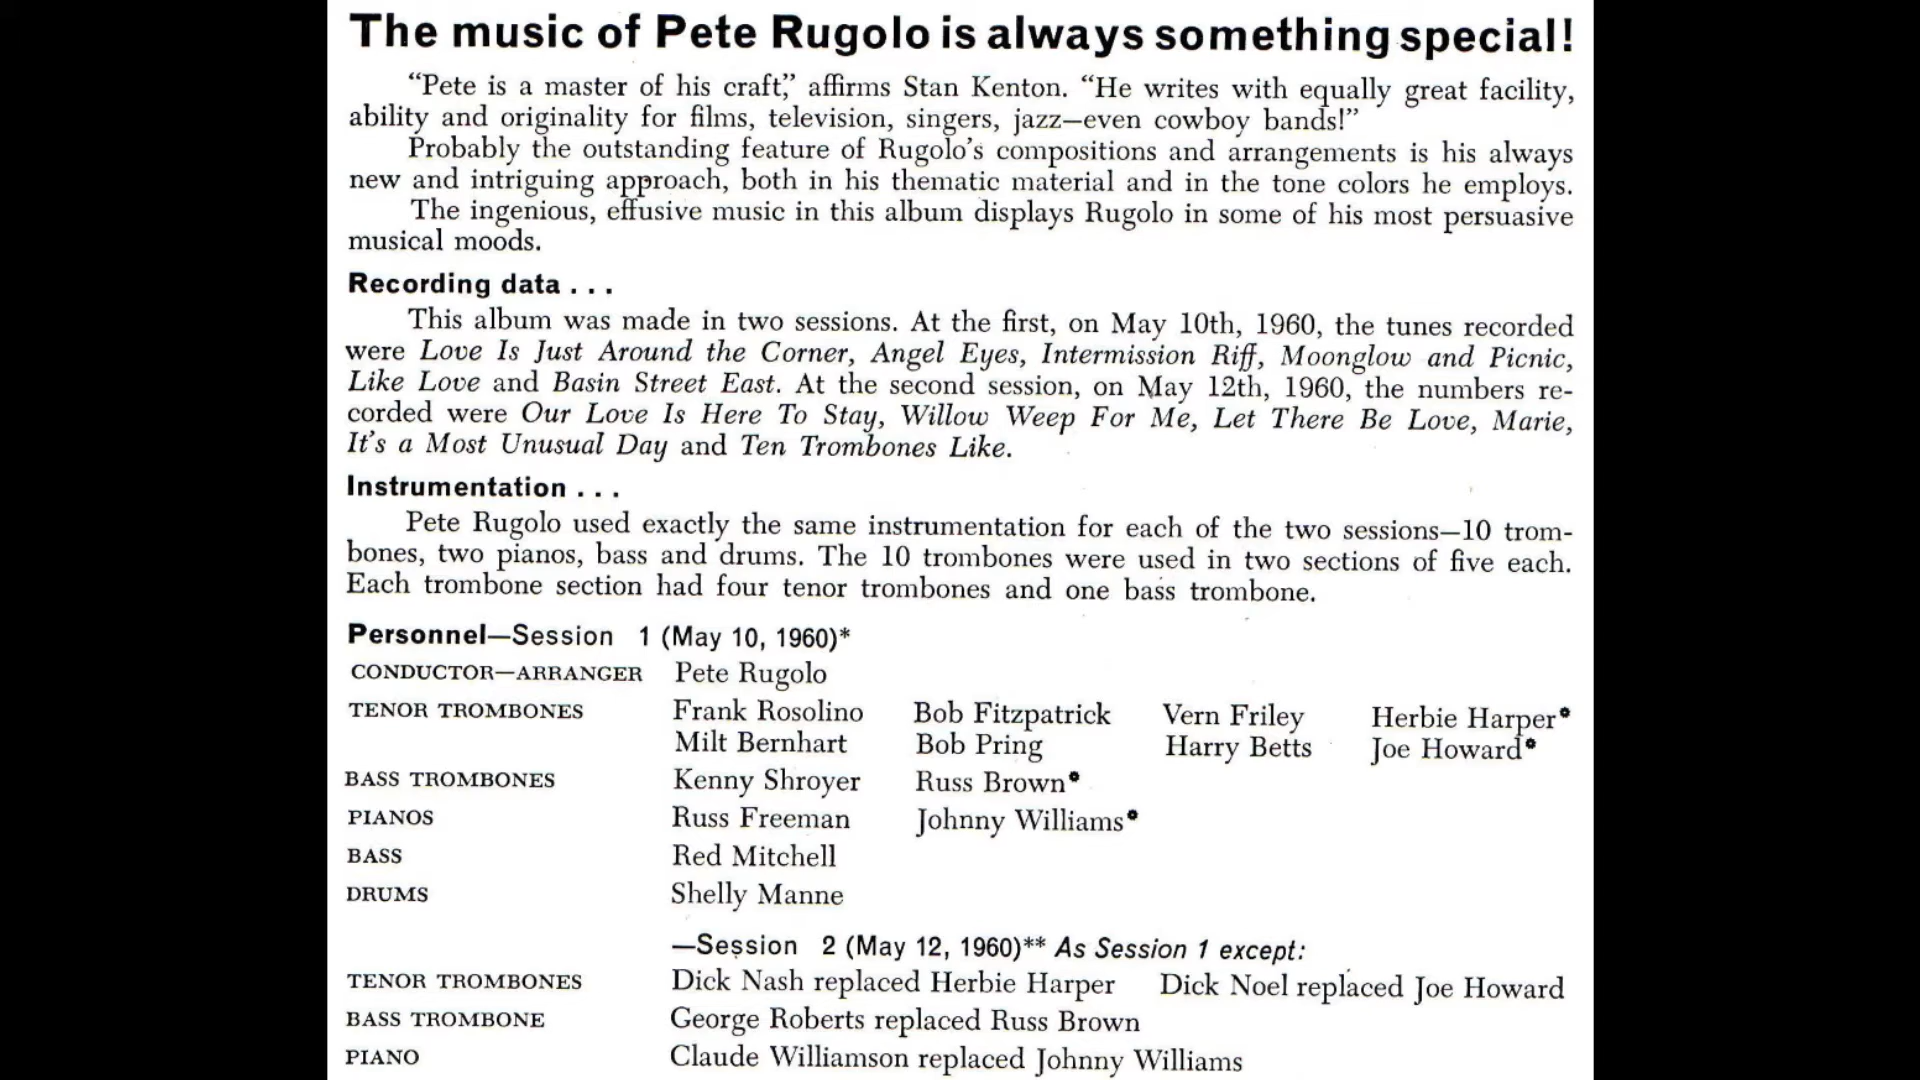 The music of Pete Rugolo is always something special!
“Pete is a master of his craft,” affirms Stan Kenton. “He writes with equally great facility,
ability and originality for films, television, singers, jazz—even cowboy bands!”
Probably the outstanding feature of Rugolo’s compositions and arrangements is his always
new and intriguing approach, both in his thematic material and in the tone colors he employs.
The ingenious, effusive music in this album displays Rugolo in some of his most persuasive
musical moods.
Recording data . . .
This album was made in two sessions. At the first, on May 10th, 1960, the tunes recorded
were Love Is Just Around the Corner, Angel Eyes, Intermission Riff, Moonglow and Picnic,
Like Love and Basin Street East. At the second session, on May 12th, 1960, the numbers re-
corded were Our Love Is Here To Stay, Willow Weep For Me, Let There Be Love, Marie,
It’s a Most Unusual Day and Ten Trombones Like.
Instrumentation . . .
Pete Rugolo used exactly the same instrumentation for each of the two sessions—10 trom-
bones, two pianos, bass and drums. The 10 trombones were used in two sections of five each.
Each trombone section had four tenor trombones and one bass trombone.
Personnel—Session 1 (May 10, 1960)*
CONDUCTOR—ARRANGER Pete Rugolo
TENOR TROMBONES Frank Rosolino Bob Fitzpatrick Vern Friley Herbie Harper*
Milt Bernhart Bob Pring Harry Betts Joe Howard*
BASS TROMBONES Kenny Shroyer Russ Brown*
PIANOS Russ Freeman Johnny Williams*
BASS Red Mitchell
DRUMS Shelly Manne
—Session 2 (May 12, 1960)** As Session 1 except:
TENOR TROMBONES Dick Nash replaced Herbie Harper Dick Noel replaced Joe Howard
BASS TROMBONE George Roberts replaced Russ Brown
PIANO Claude Williamson replaced Johnny Williams